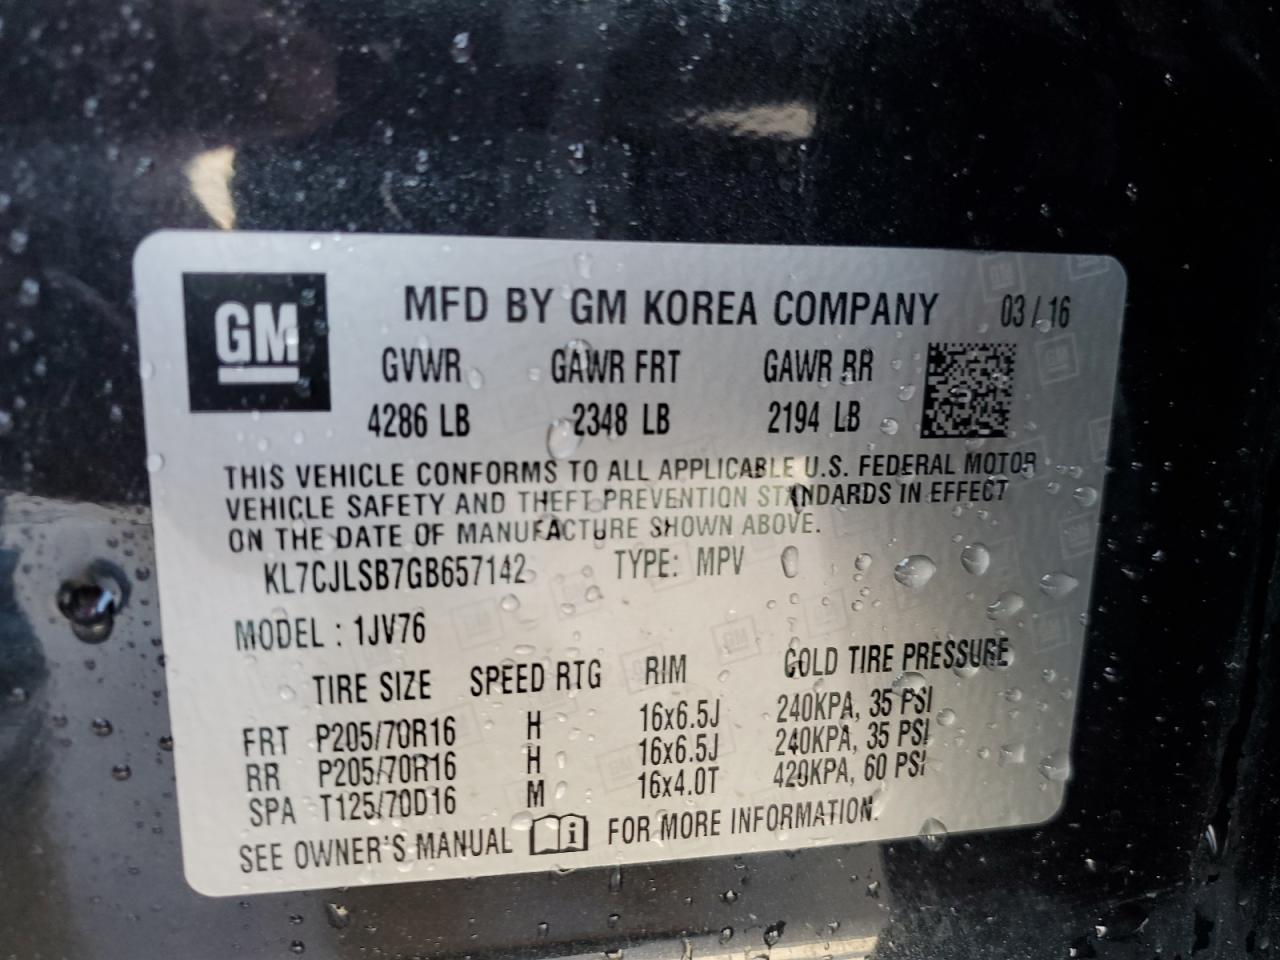 GM
MFD BY GM KOREA COMPANY 03 / 16
GVWR GAWR FRT GAWR RR
4286 LB 2348 LB 2194 LB
THIS VEHICLE CONFORMS TO ALL APPLICABLE U.S. FEDERAL MOTOR
VEHICLE SAFETY AND THEFT PREVENTION STANDARDS IN EFFECT
ON THE DATE OF MANUFACTURE SHOWN ABOVE.
KL7CJLSB7GB657142 TYPE: MPV
MODEL : 1JV76
TIRE SIZE SPEED RTG RIM COLD TIRE PRESSURE
FRT P205/70R16 H 16x6.5J 240KPA, 35 PSI
RR P205/70R16 H 16x6.5J 240KPA, 35 PSI
SPA T125/70D16 M 16x4.0T 420KPA, 60 PSI
SEE OWNER'S MANUAL i FOR MORE INFORMATION.